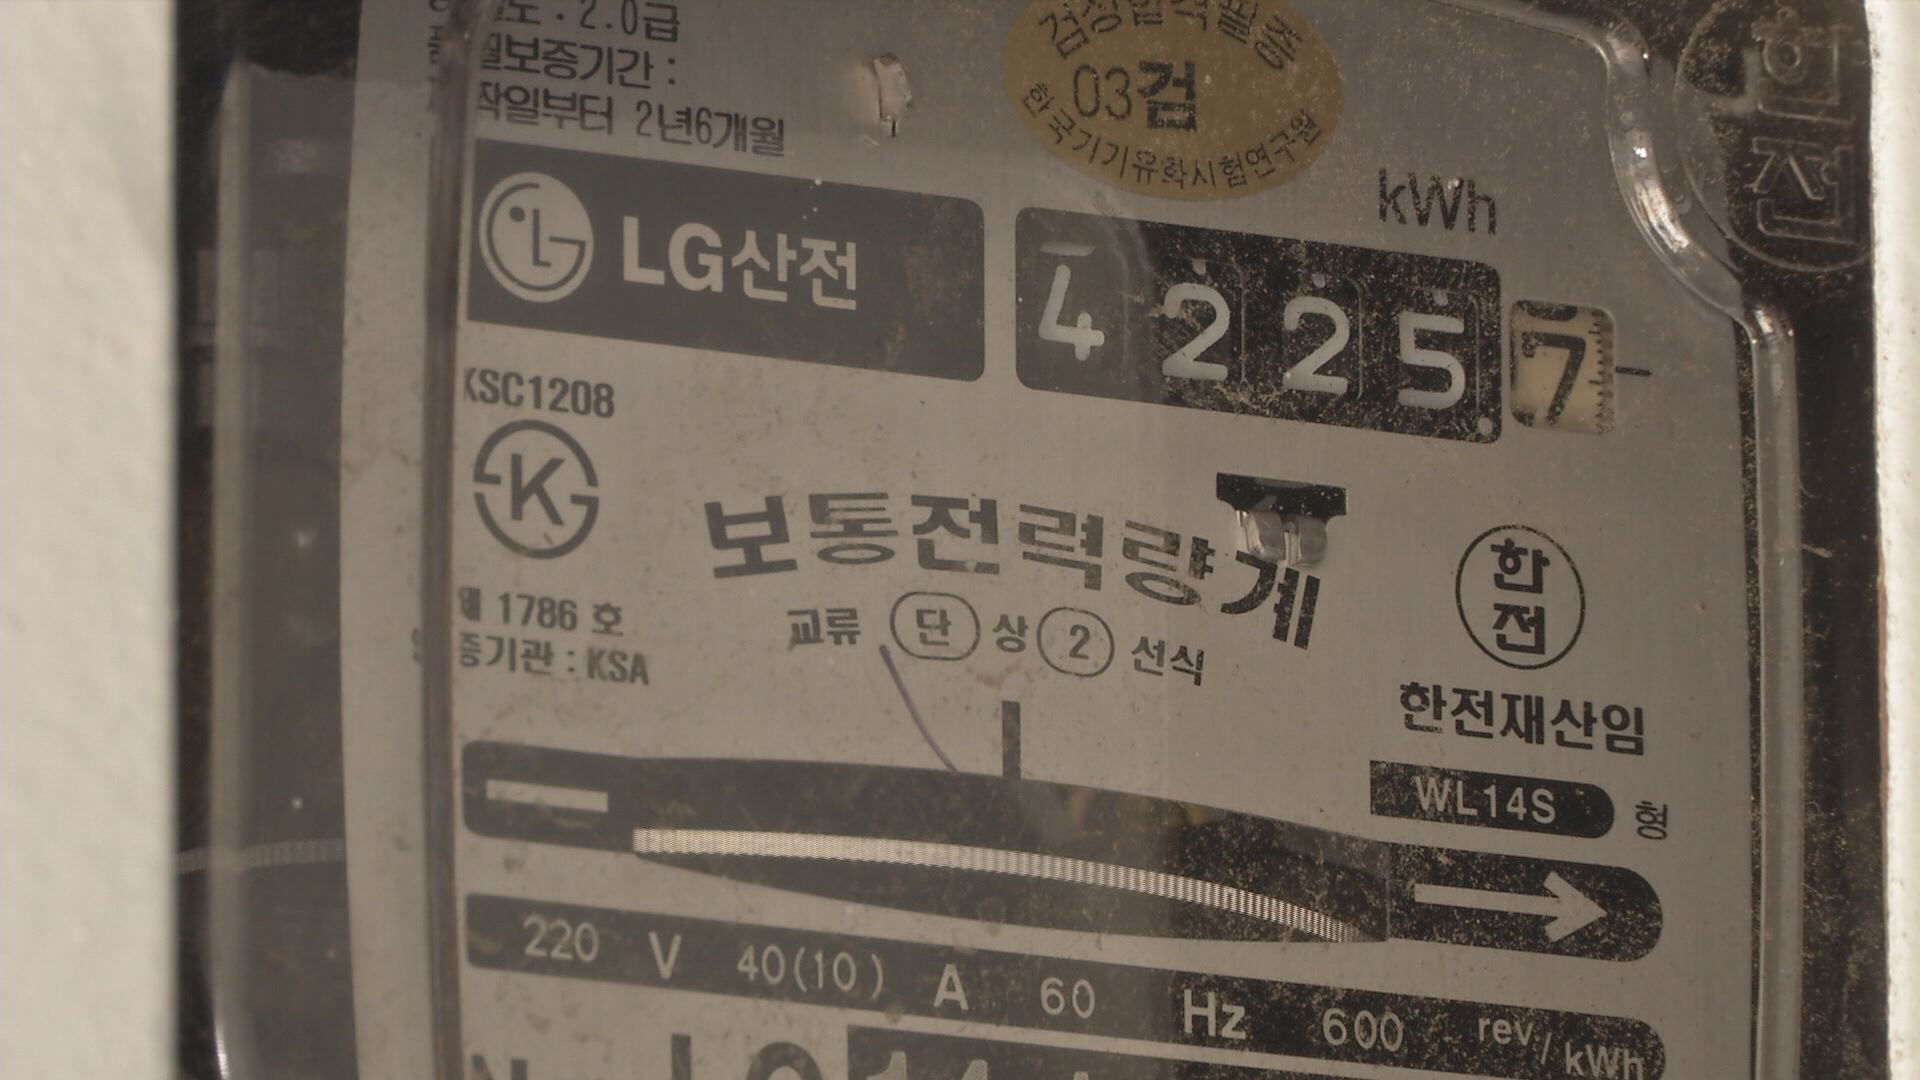 2.0급
보증기간 :
작일부터 2년6개월
검정합격필증
03검
한국기기유화시험연구원
한전
LG산전
kWh
4 2 2 5 . 7
KSC1208
K
보통전력량계
교류 단 상 2 선식
제 1786 호
증기관 : KSA
한전
한전재산임
WL14S 형
220 V 40(10) A 60 Hz 600 rev/kWh